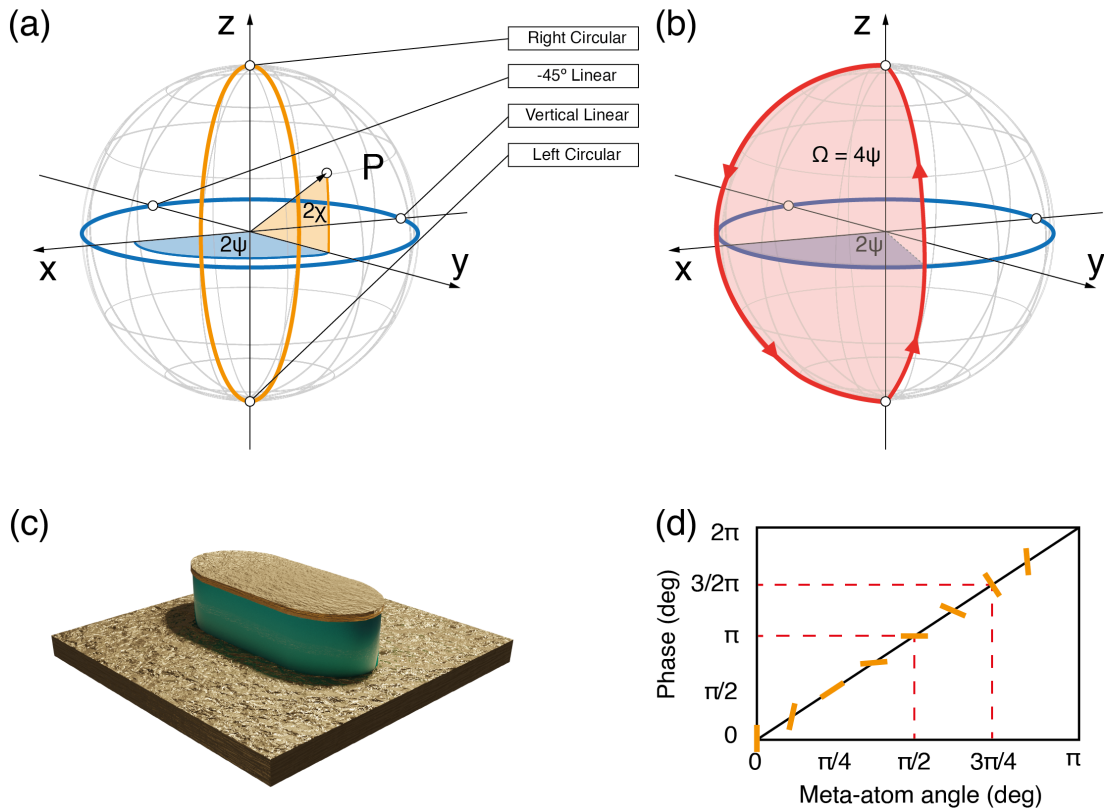 (a)
z
Right Circular
-45º Linear
Vertical Linear
Left Circular
P
2χ
2ψ
x
y
(b)
z
Ω = 4ψ
2ψ
x
y
(c)
(d)
2π
3/2π
π
π/2
0
Phase (deg)
0
π/4
π/2
3π/4
π
Meta-atom angle (deg)